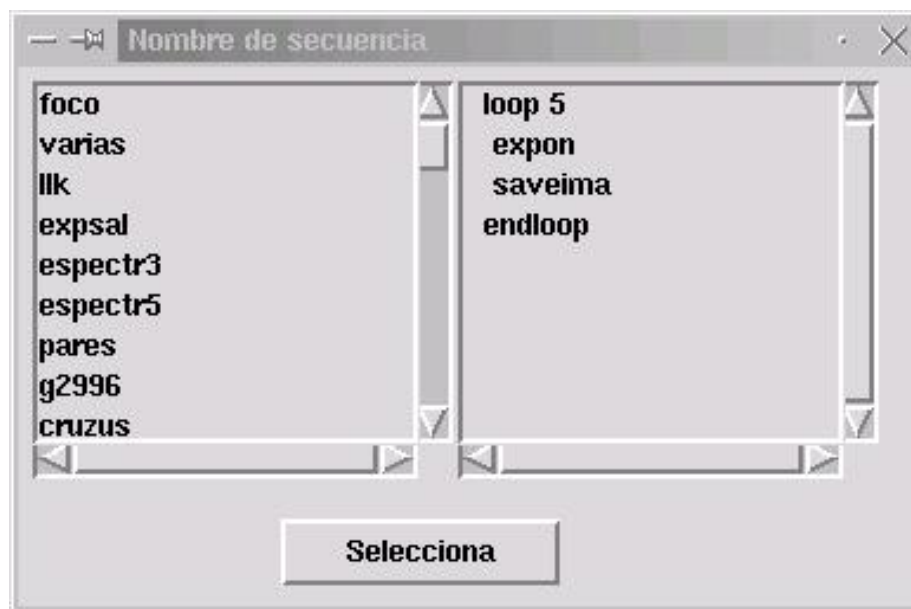 Nombre de secuencia
foco
varias
llk
expsal
espectr3
espectr5
pares
g2996
cruzus
loop 5
expon
saveima
endloop
Selecciona